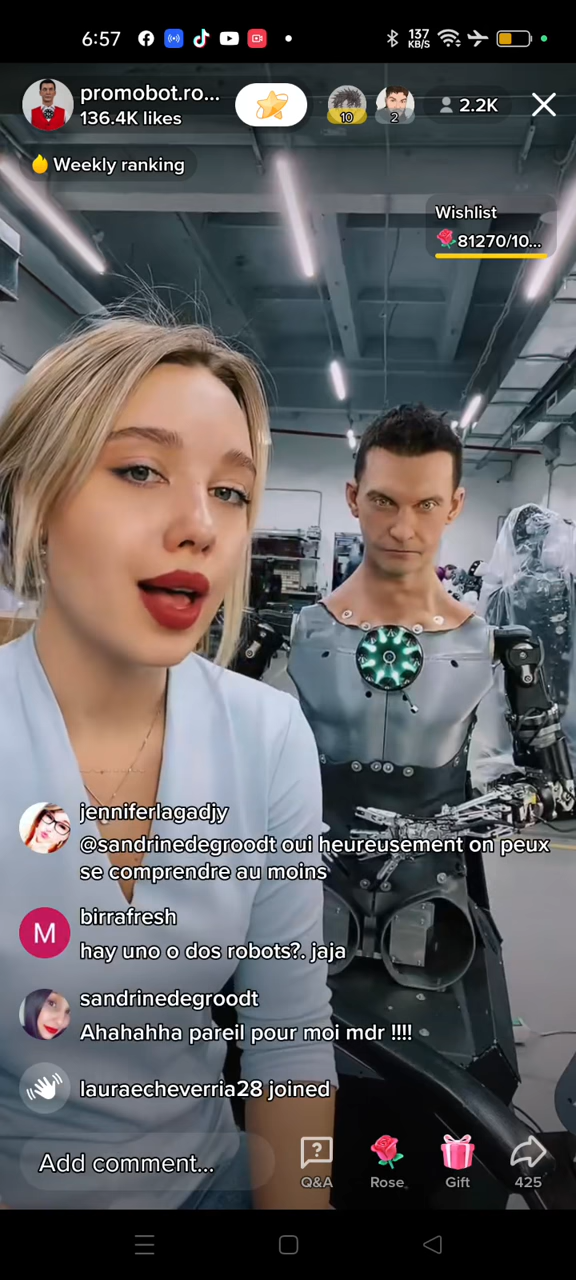 6:57
137
KB/S
promobot.ro...
136.4K likes
10
2
2.2K
Weekly ranking
Wishlist
81270/10...
jenniferlagadjy
@sandrinedegroodt oui heureusement on peux
se comprendre au moins
M
birrafresh
hay uno o dos robots?. jaja
sandrinedegroodt
Ahahahha pareil pour moi mdr !!!!
lauraecheverria28 joined
Add comment...
Q&A
Rose
Gift
425